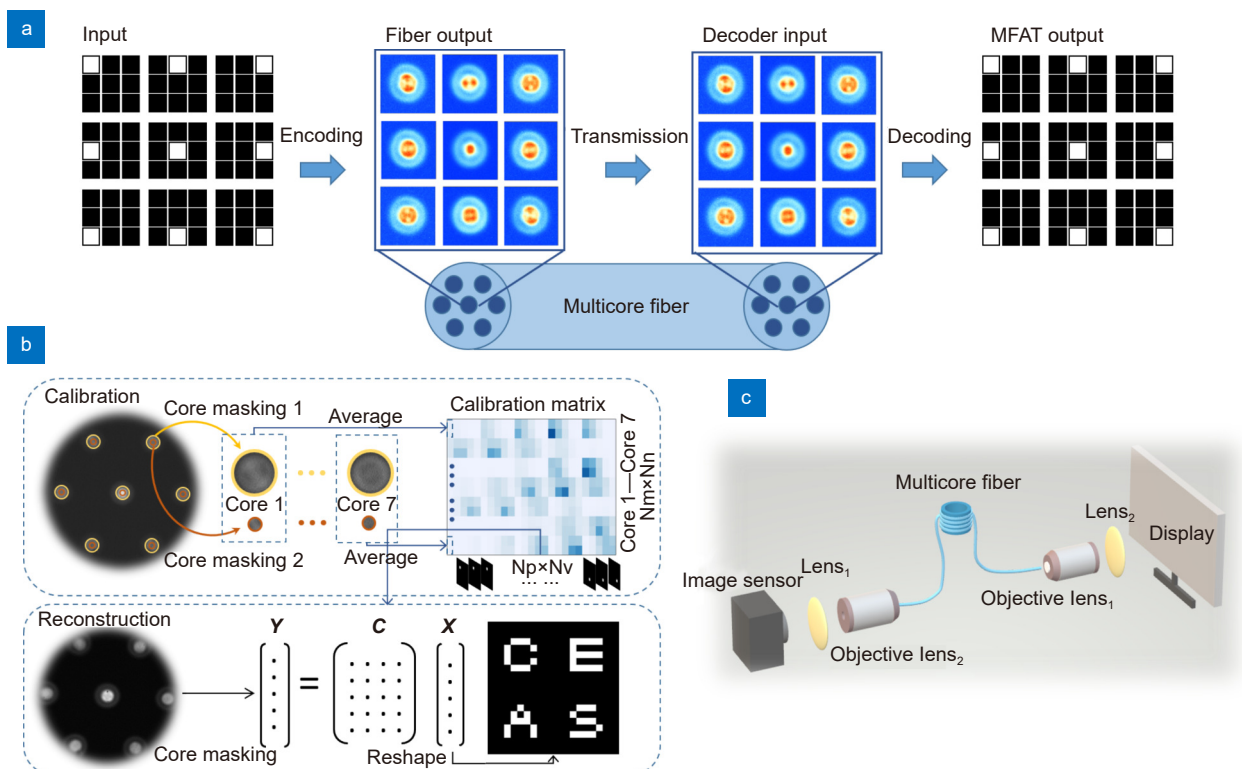 a
Input
Fiber output
Decoder input
MFAT output
Encoding
Transmission
Decoding
Multicore fiber
b
Calibration
Core masking 1
Average
Calibration matrix
Core 1
Core 7
Core masking 2
Average
Core 1—Core 7
Nm×Nn
Np×Nv
... ...
Reconstruction
Y
=
C
X
C E
A S
Core masking
Reshape
c
Multicore fiber
Lens₂
Display
Image sensor
Lens₁
Objective lens₁
Objective lens₂